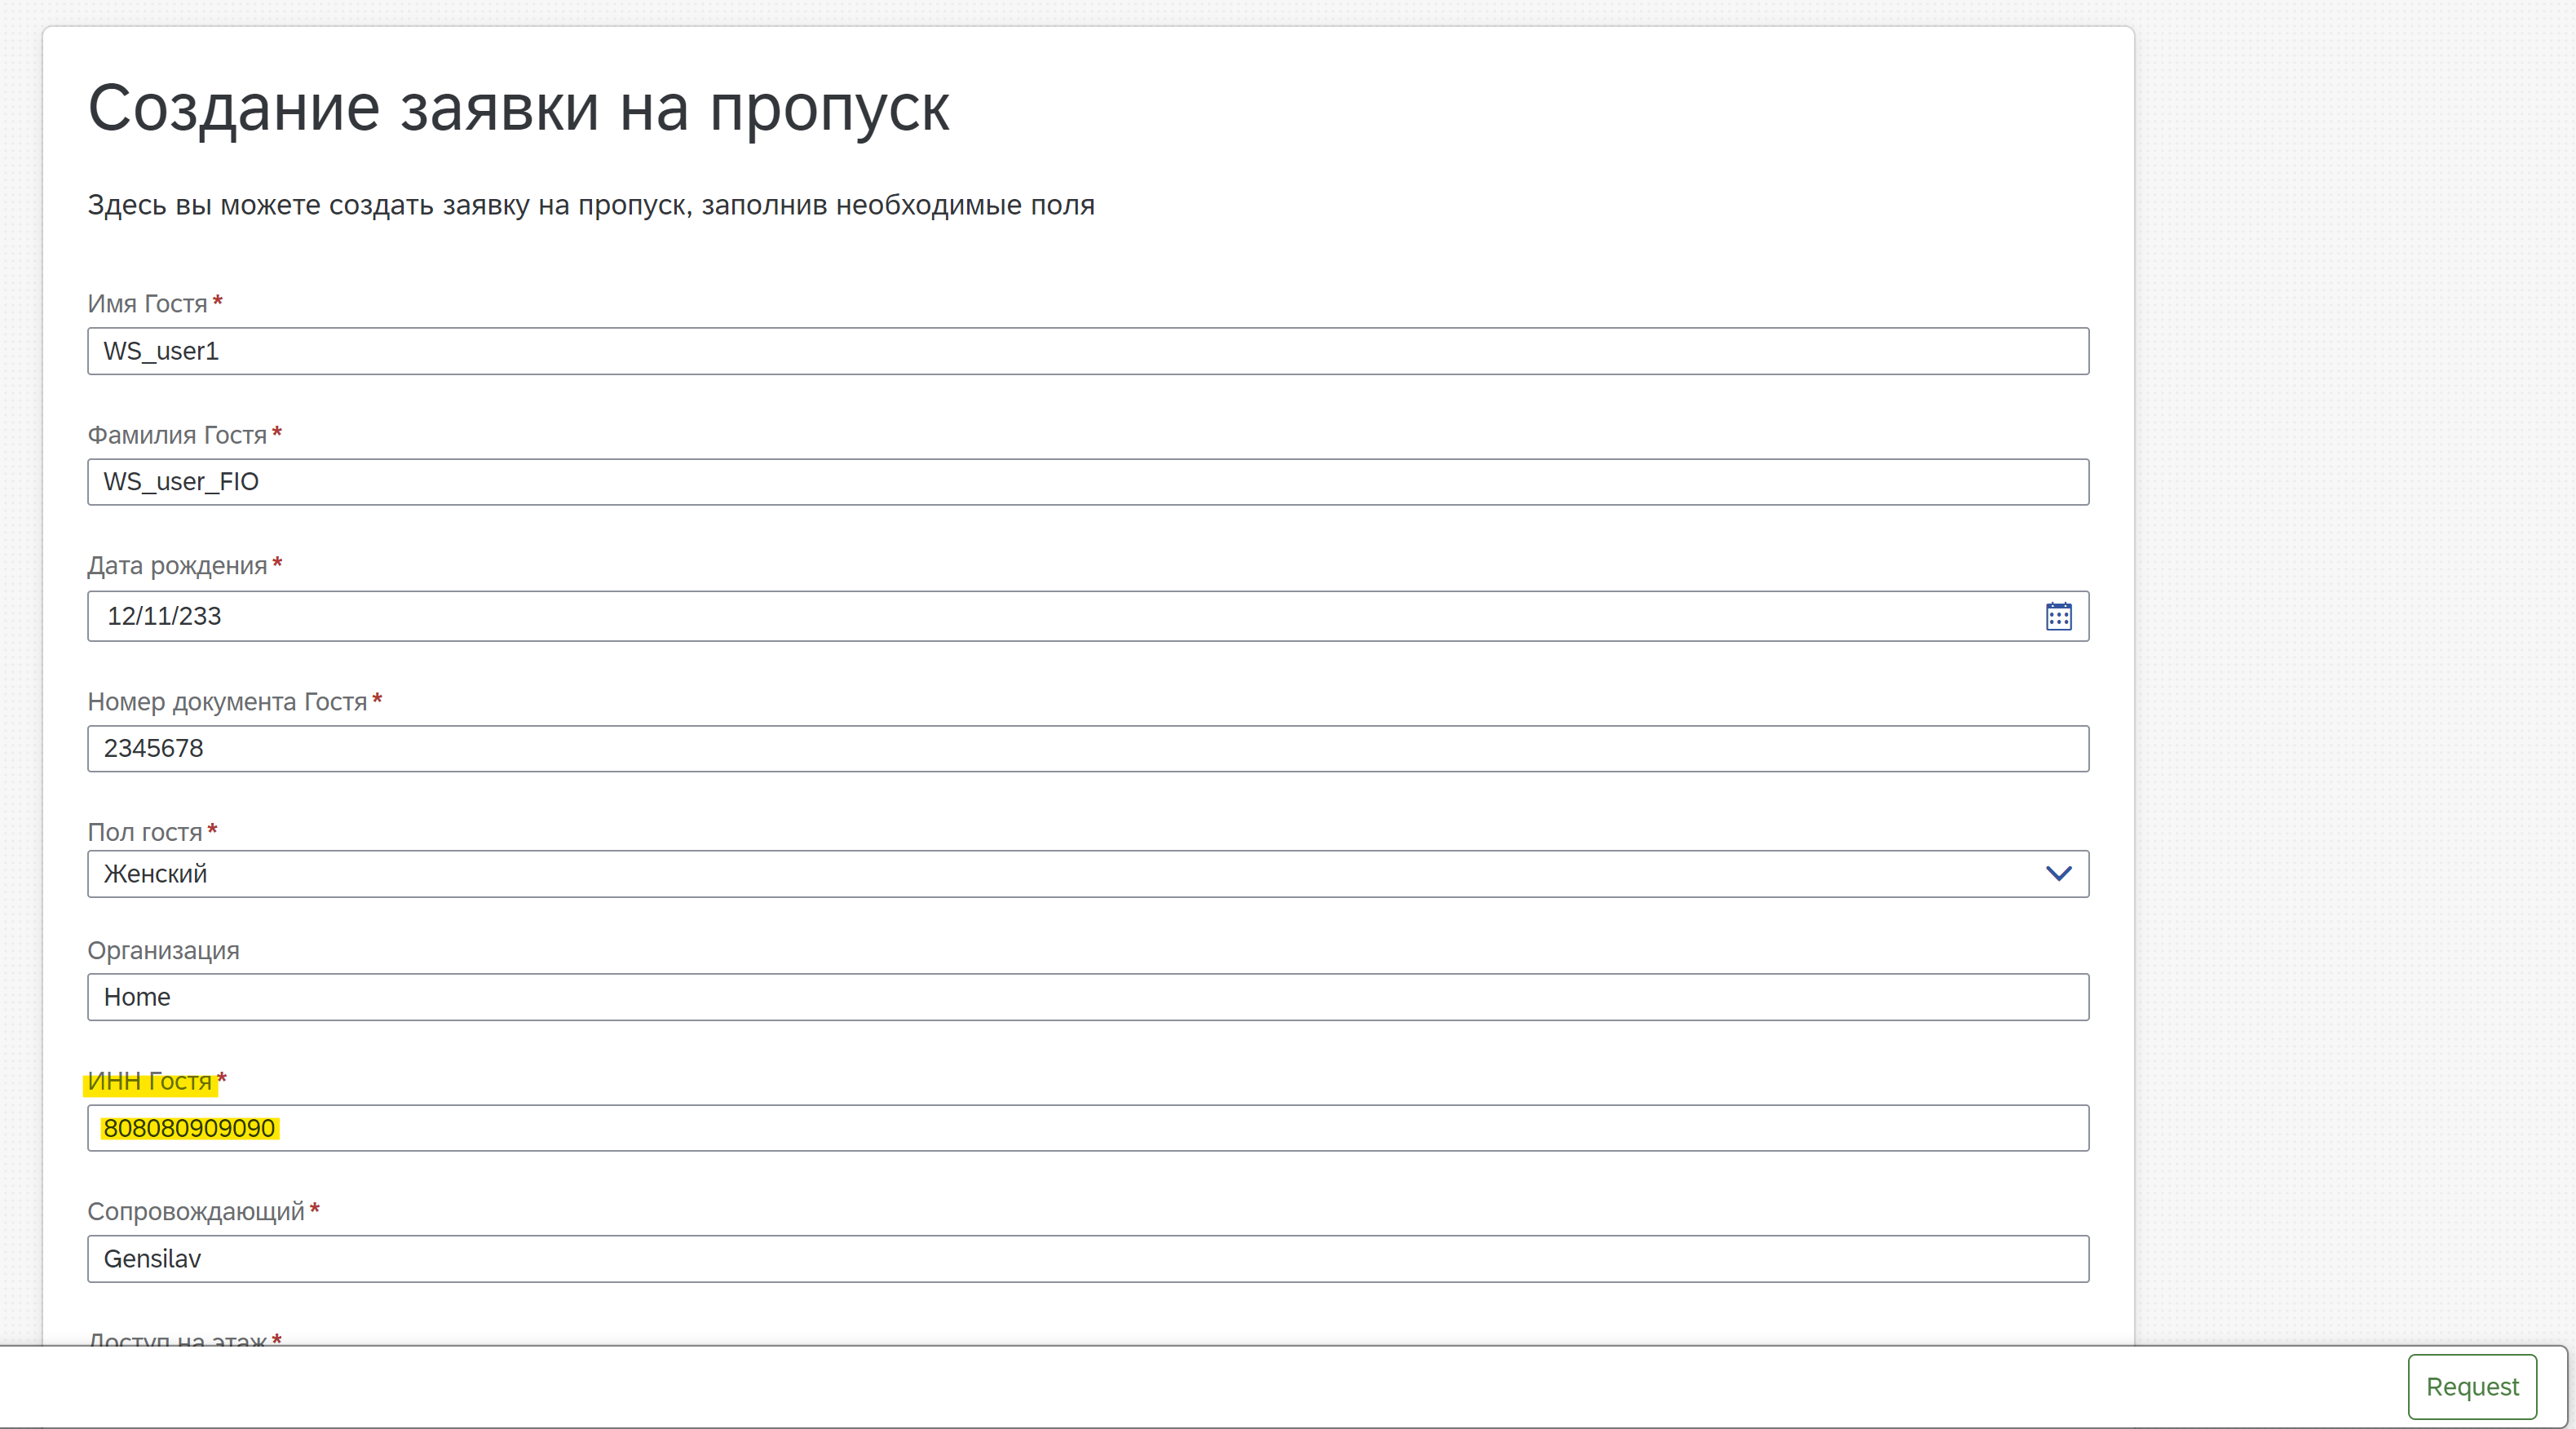 Создание заявки на пропуск
Здесь вы можете создать заявку на пропуск, заполнив необходимые поля
Имя Гостя*
WS_user1
Фамилия Гостя*
WS_user_FIO
Дата рождения*
12/11/233
Номер документа Гостя*
2345678
Пол гостя*
Женский
Организация
Home
ИНН Гостя*
808080909090
Сопровождающий*
Gensilav
Доступ на этаж*
Request